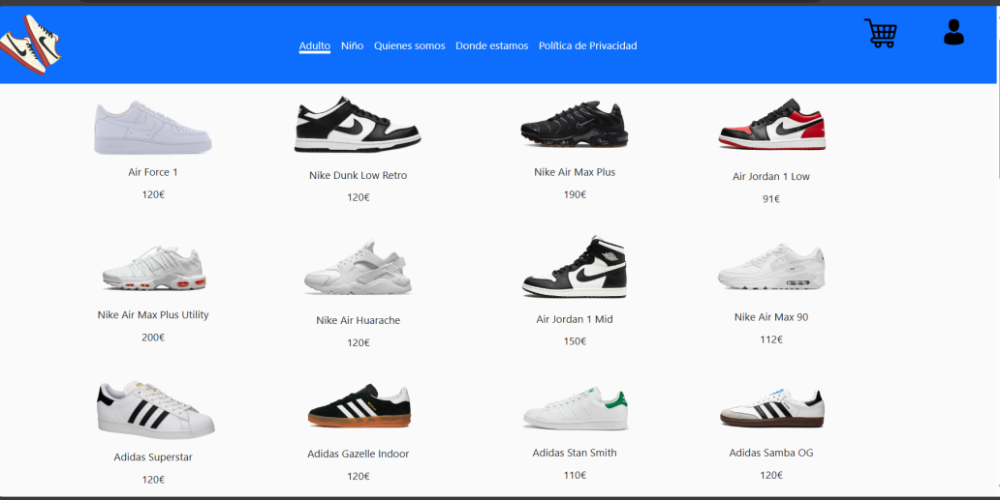 Adulto Niño Quienes somos Donde estamos Política de Privacidad
Air Force 1
120€
Nike Dunk Low Retro
120€
Nike Air Max Plus
190€
Air Jordan 1 Low
91€
Nike Air Max Plus Utility
200€
Nike Air Huarache
120€
Air Jordan 1 Mid
150€
Nike Air Max 90
112€
Adidas Superstar
120€
Adidas Gazelle Indoor
120€
Adidas Stan Smith
110€
Adidas Samba OG
120€